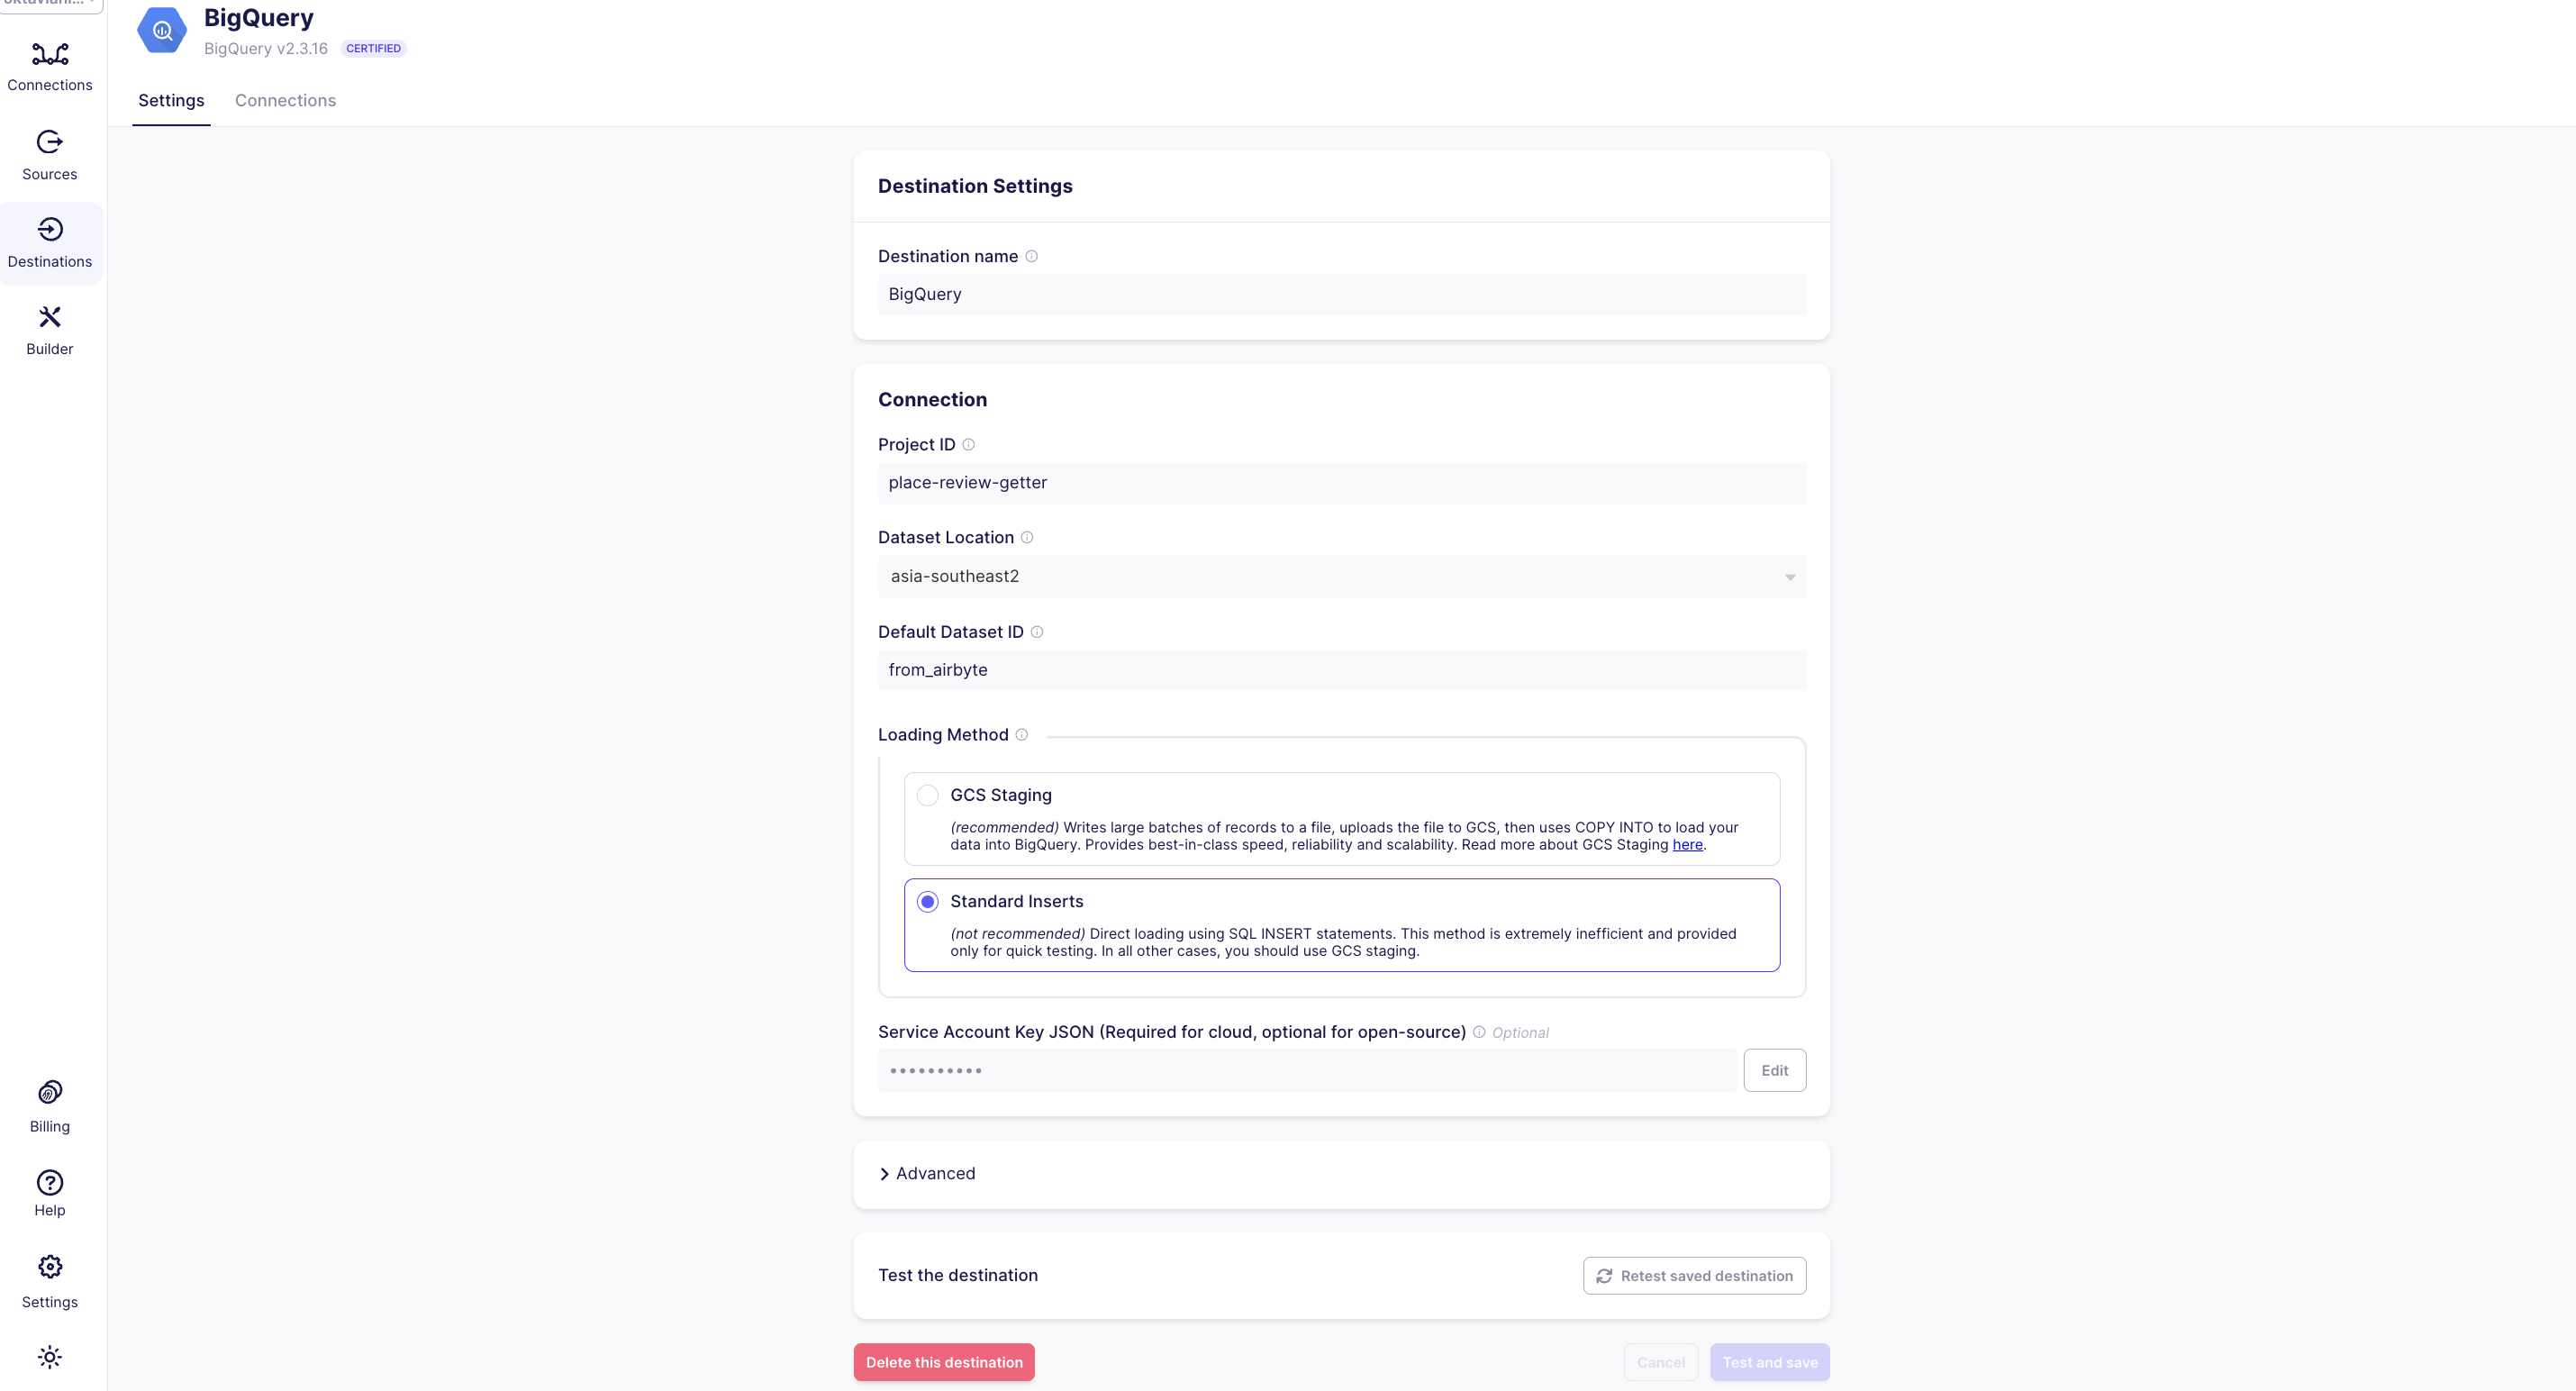 BigQuery
BigQuery v2.3.16 CERTIFIED
Settings Connections
Connections
Sources
Destinations
Builder
Billing
Help
Settings
Destination Settings
Destination name
BigQuery
Connection
Project ID
place-review-getter
Dataset Location
asia-southeast2
Default Dataset ID
from_airbyte
Loading Method
GCS Staging
(recommended) Writes large batches of records to a file, uploads the file to GCS, then uses COPY INTO to load your
data into BigQuery. Provides best-in-class speed, reliability and scalability. Read more about GCS Staging here.
Standard Inserts
(not recommended) Direct loading using SQL INSERT statements. This method is extremely inefficient and provided
only for quick testing. In all other cases, you should use GCS staging.
Service Account Key JSON (Required for cloud, optional for open-source) Optional
•••••••••• Edit
Advanced
Test the destination Retest saved destination
Delete this destination Cancel Test and save